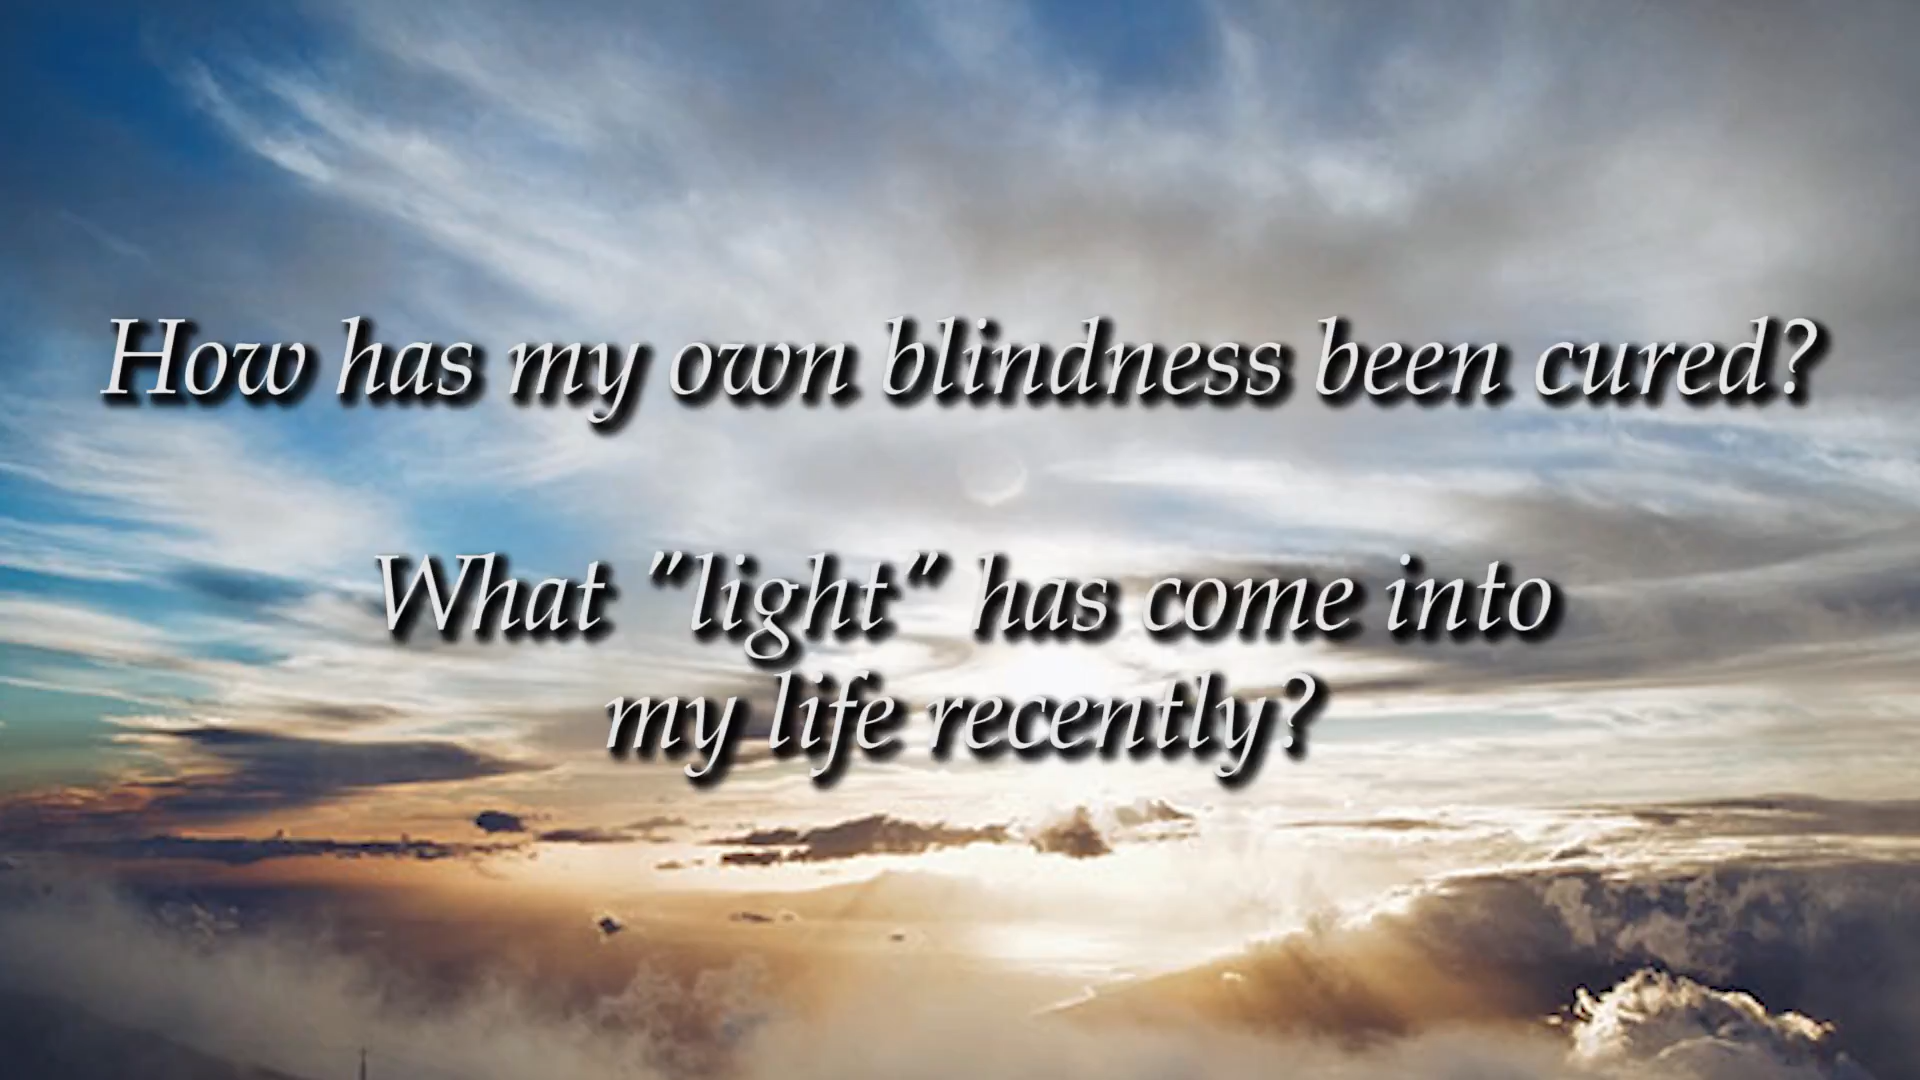 How has my own blindness been cured?
What "light" has come into
my life recently?